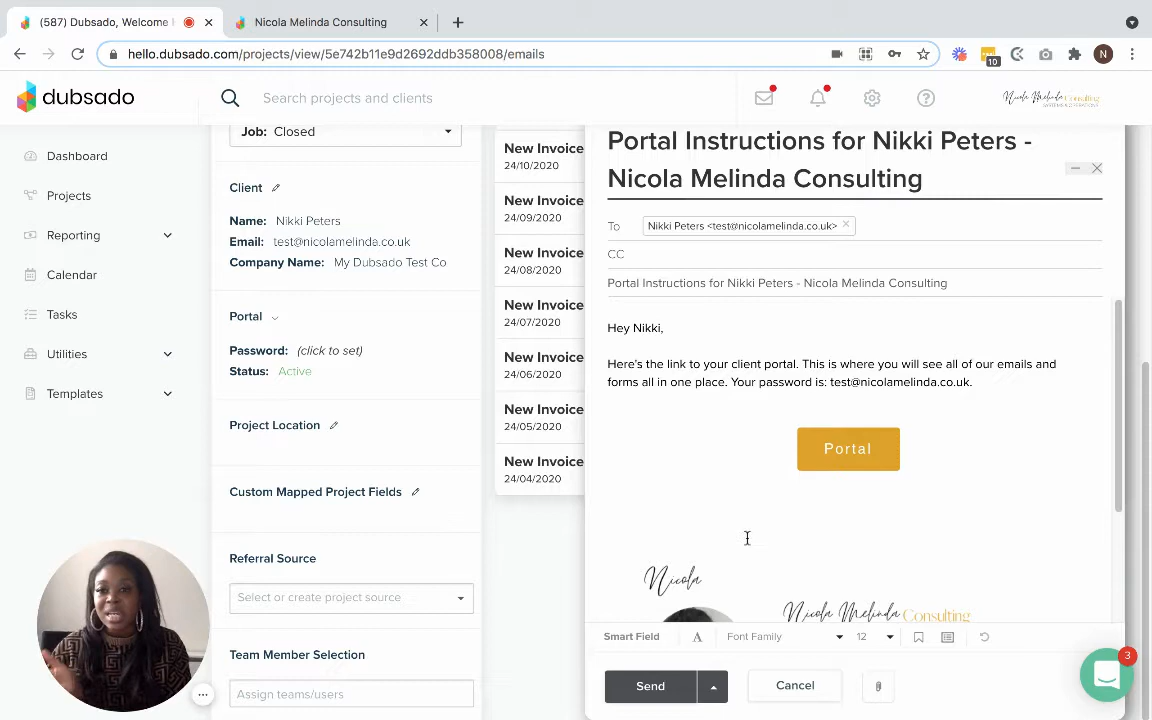 (587) Dubsado, Welcome
Nicola Melinda Consulting
hello.dubsado.com/projects/view/5e742b11e9d2692ddb358008/emails
10
N
dubsado
Search projects and clients
Nicola Melinda Consulting
SYSTEMS & OPERATIONS
Dashboard
Projects
Reporting
Calendar
Tasks
Utilities
Templates
Job: Closed
Client
Name: Nikki Peters
Email: test@nicolamelinda.co.uk
Company Name: My Dubsado Test Co
Portal
Password: (click to set)
Status: Active
Project Location
Custom Mapped Project Fields
Referral Source
Select or create project source
Team Member Selection
Assign teams/users
New Invoice
24/10/2020
New Invoice
24/09/2020
New Invoice
24/08/2020
New Invoice
24/07/2020
New Invoice
24/06/2020
New Invoice
24/05/2020
New Invoice
24/04/2020
Portal Instructions for Nikki Peters -
Nicola Melinda Consulting
To Nikki Peters <test@nicolamelinda.co.uk>
CC
Portal Instructions for Nikki Peters - Nicola Melinda Consulting
Hey Nikki,
Here's the link to your client portal. This is where you will see all of our emails and
forms all in one place. Your password is: test@nicolamelinda.co.uk.
Portal
Nicola
Nicola Melinda Consulting
Smart Field A Font Family 12
Send
Cancel
3